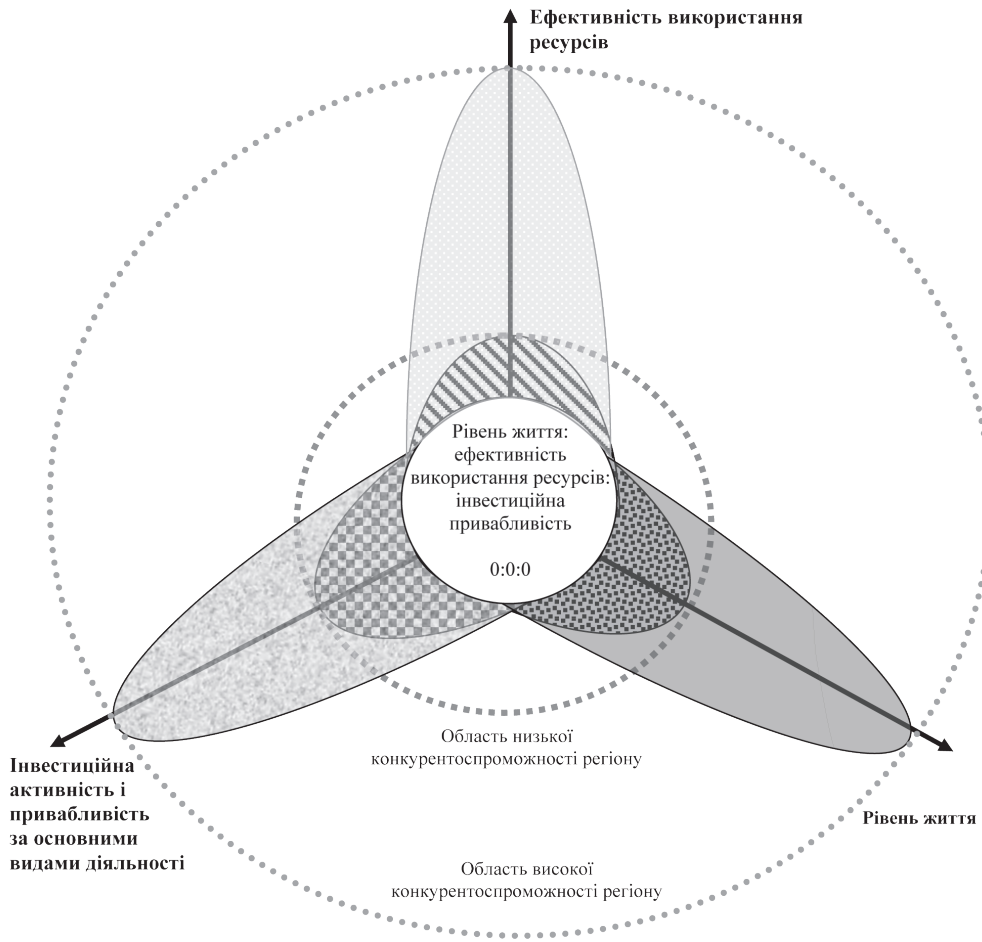 Ефективність використання
ресурсів
Рівень життя:
ефективність
використання ресурсів:
інвестиційна
привабливість
0:0:0
Область низької
конкурентоспроможності регіону
Інвестиційна
активність і
привабливість
за основними
видами діяльності
Рівень життя
Область високої
конкурентоспроможності регіону